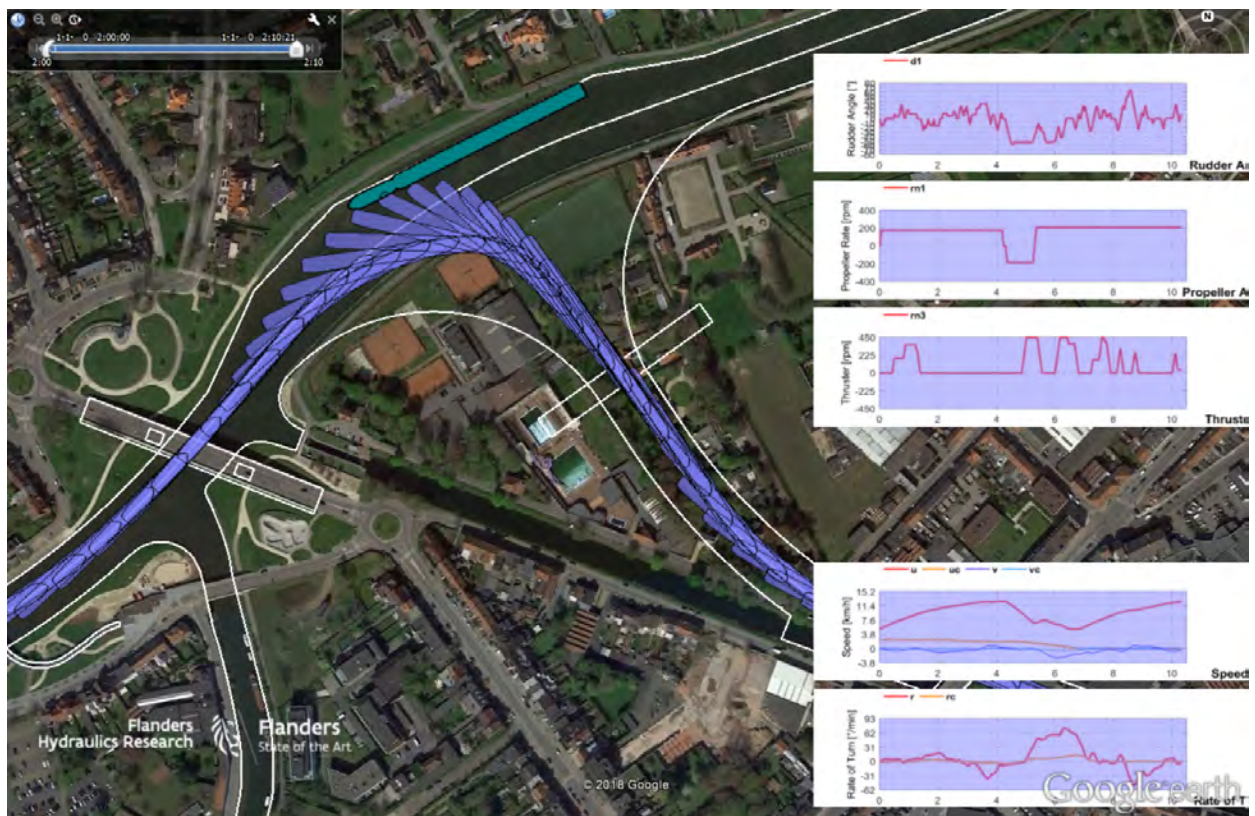 1-1- 0 2:00:00 1-1- 0 2:10:21
2:00 2:10
N
d1
Rudder Angle [°]
0 2 4 6 8 10
rn1
Propeller Rate [rpm]
400
200
0
-200
-400
0 2 4 6 8 10
rn3
Thruster [rpm]
450
225
0
-225
-450
0 2 4 6 8 10
Thruste
u uc v vc
Speed [km/h]
15.2
11.4
7.6
3.8
0
-3.8
0 2 4 6 8 10
Speed
r rc
Rate of Turn [°/min]
93
62
31
0
-31
-62
0 2 4 6 8 10
Rate of T
Flanders
Hydraulics Research
Flanders
State of the Art
© 2018 Google
Google earth